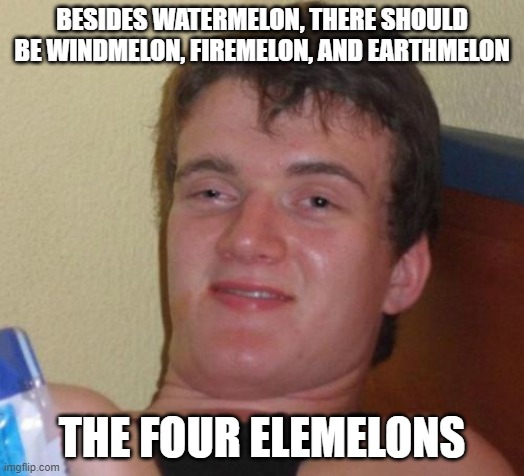 BESIDES WATERMELON, THERE SHOULD
BE WINDMELON, FIREMELON, AND EARTHMELON
THE FOUR ELEMELONS
imgflip.com